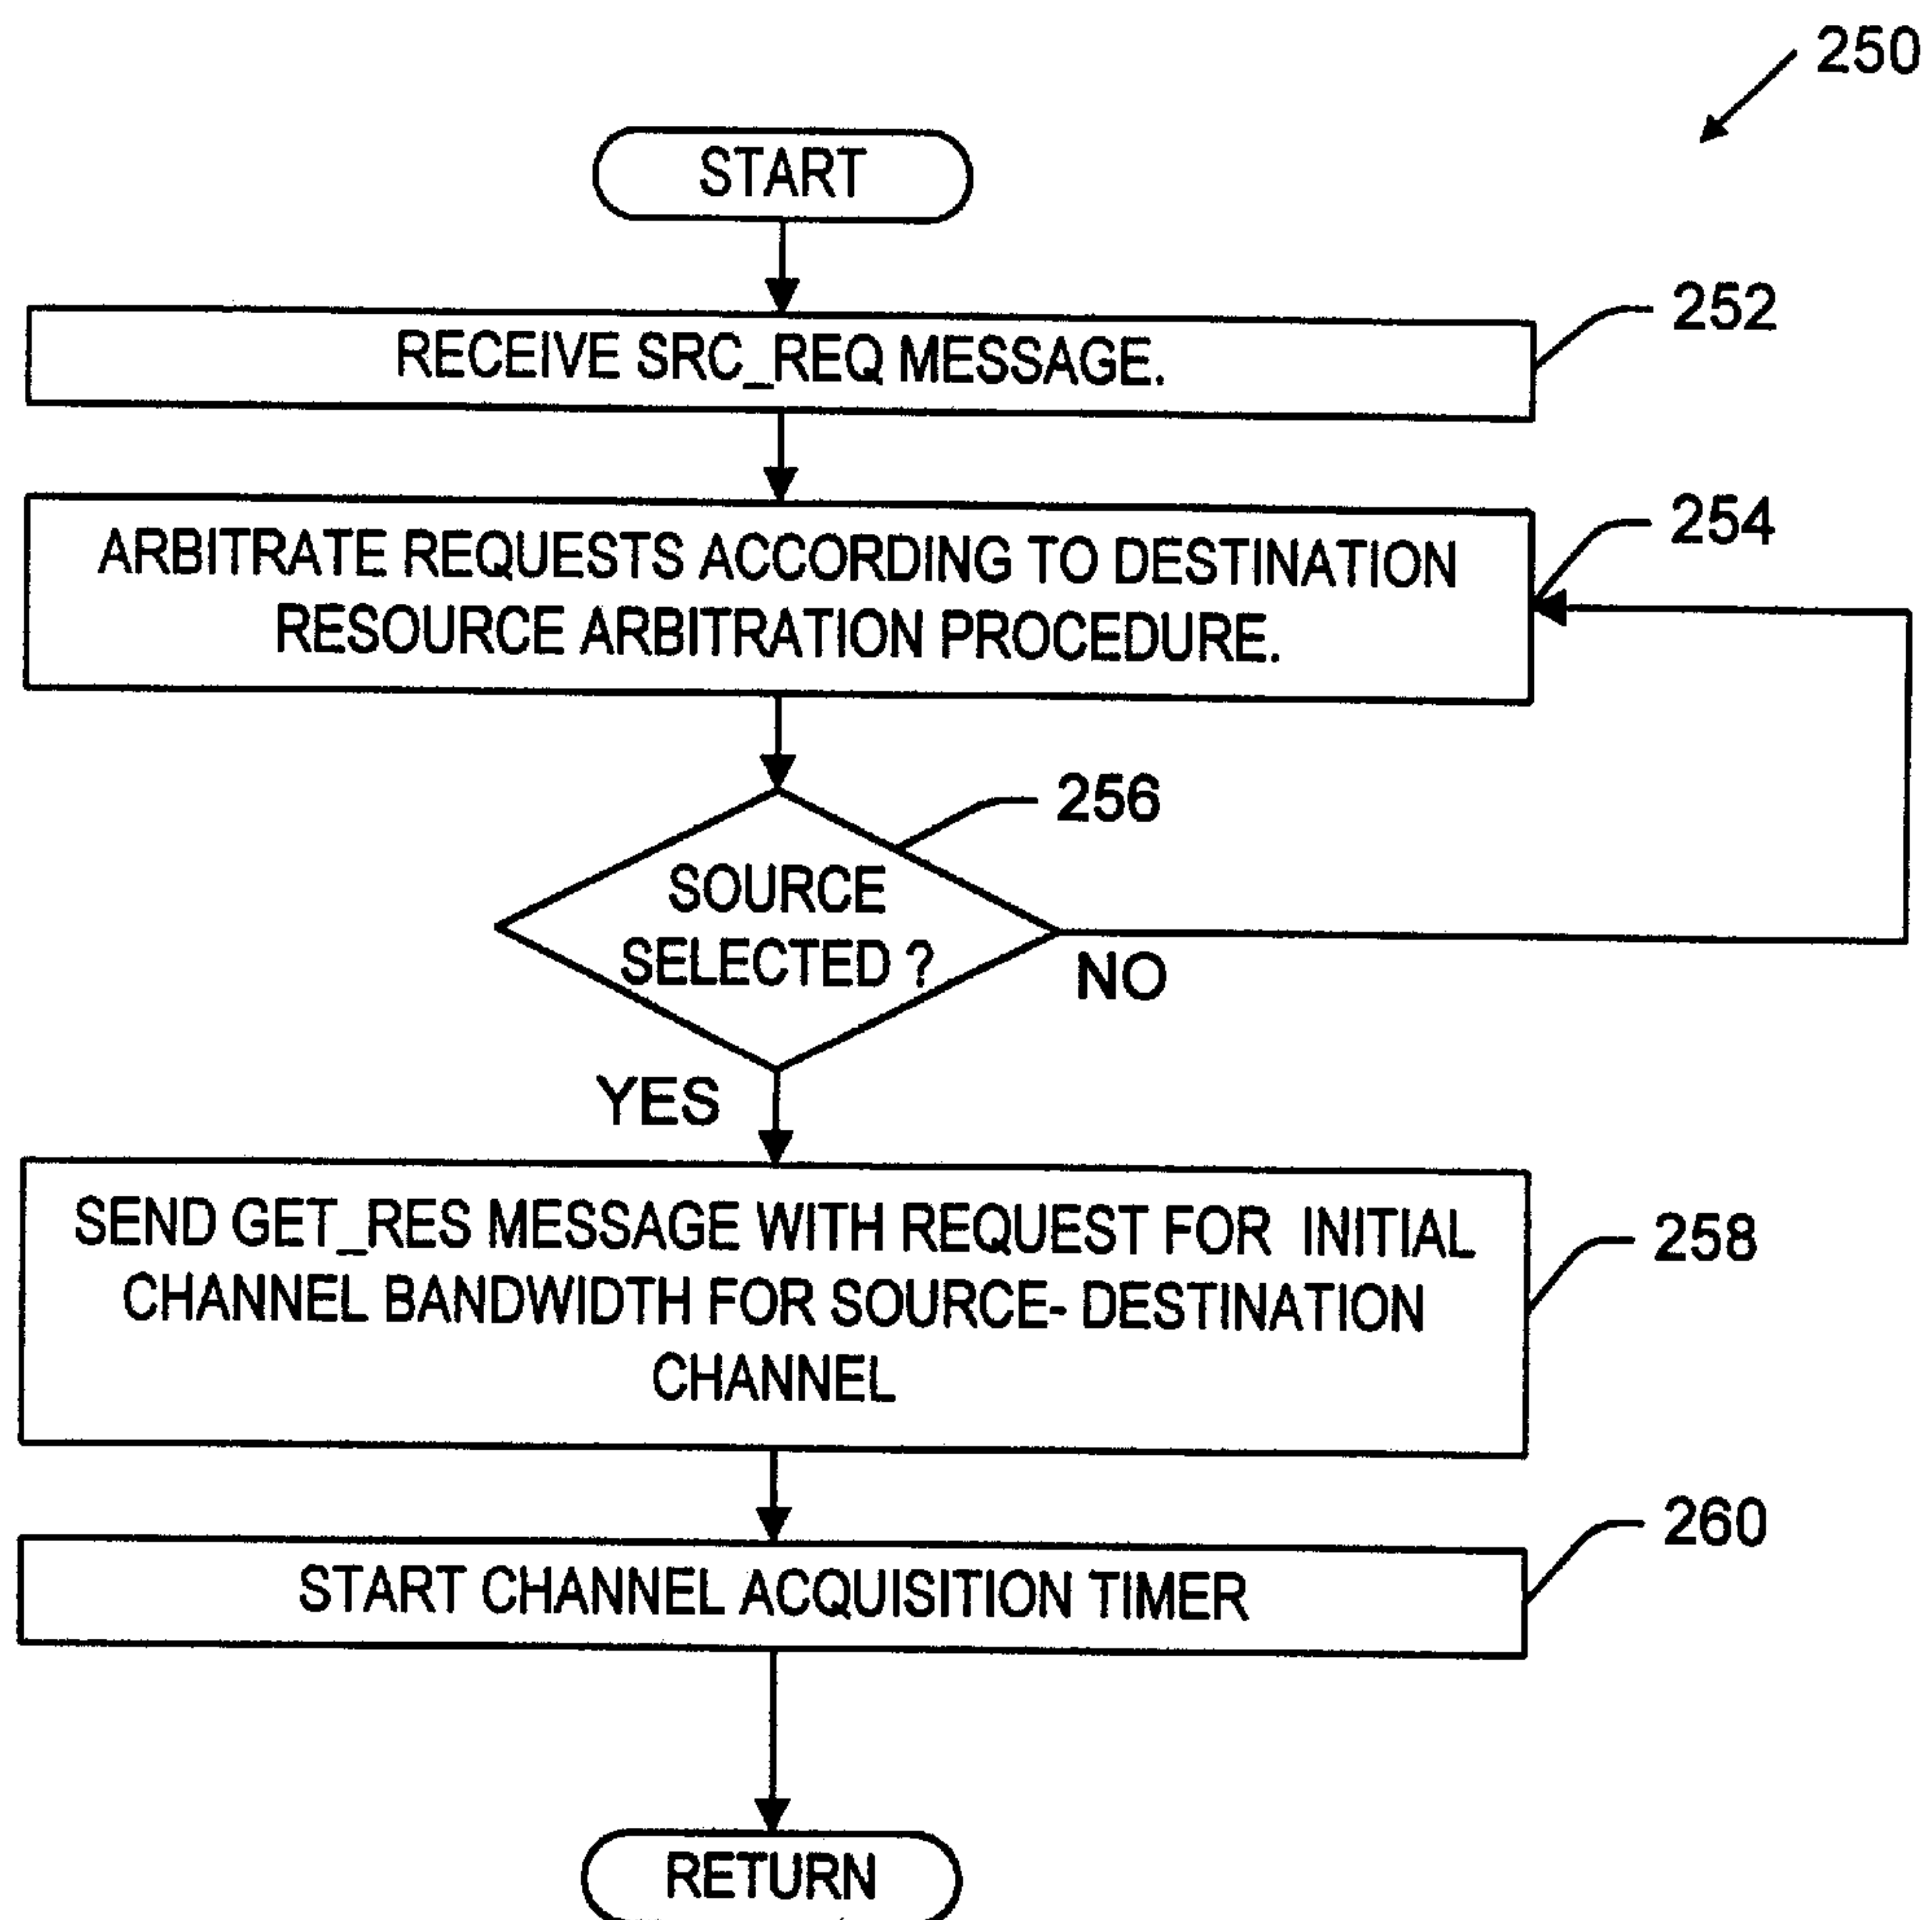 250
START
252
RECEIVE SRC_REQ MESSAGE.
254
ARBITRATE REQUESTS ACCORDING TO DESTINATION
RESOURCE ARBITRATION PROCEDURE.
256
SOURCE
SELECTED ?
NO
YES
SEND GET_RES MESSAGE WITH REQUEST FOR INITIAL
258
CHANNEL BANDWIDTH FOR SOURCE- DESTINATION
CHANNEL
260
START CHANNEL ACQUISITION TIMER
RETURN